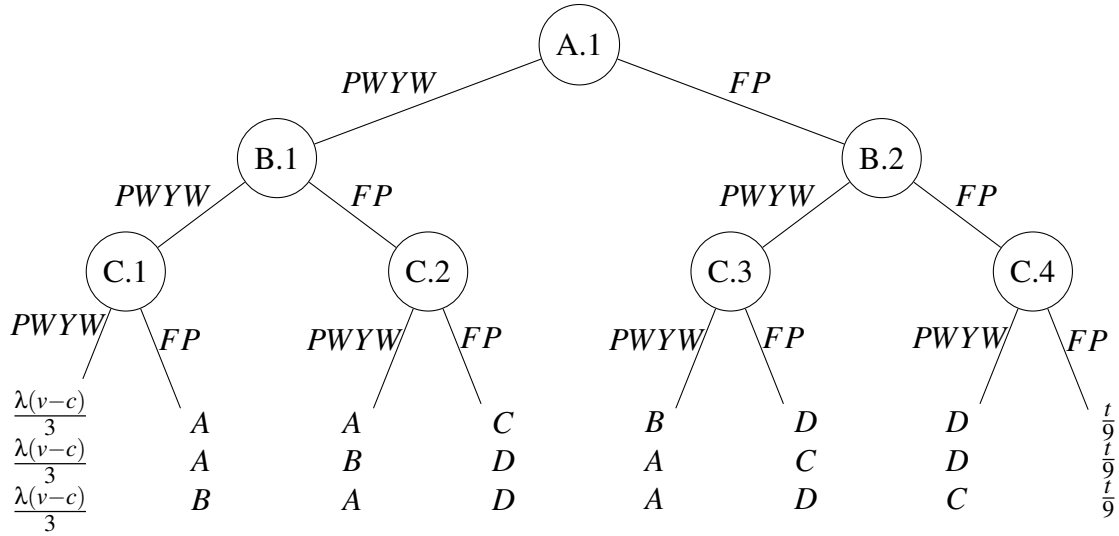 A.1
PWYW FP
B.1 B.2
PWYW FP PWYW FP
C.1 C.2 C.3 C.4
PWYW FP PWYW FP PWYW FP PWYW FP
λ(v−c)/3 A A C B D D t/9
λ(v−c)/3 A B D A C D t/9
λ(v−c)/3 B A D A D C t/9